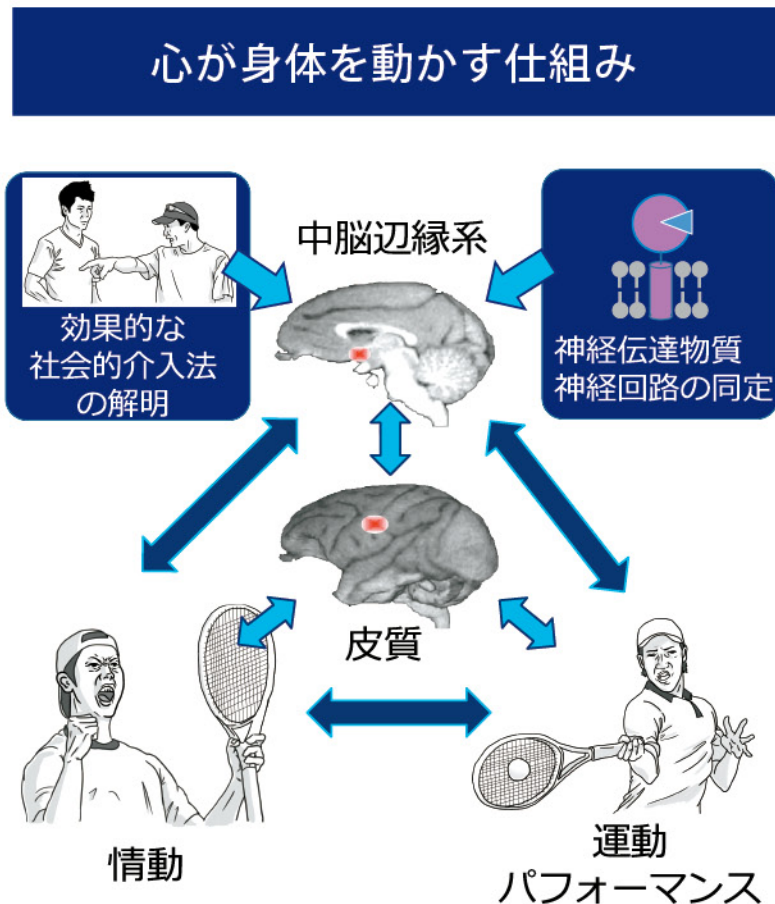 心が身体を動かす仕組み
中脳辺縁系
効果的な
社会的介入法
の解明
神経伝達物質
神経回路の同定
皮質
情動
運動
パフォーマンス